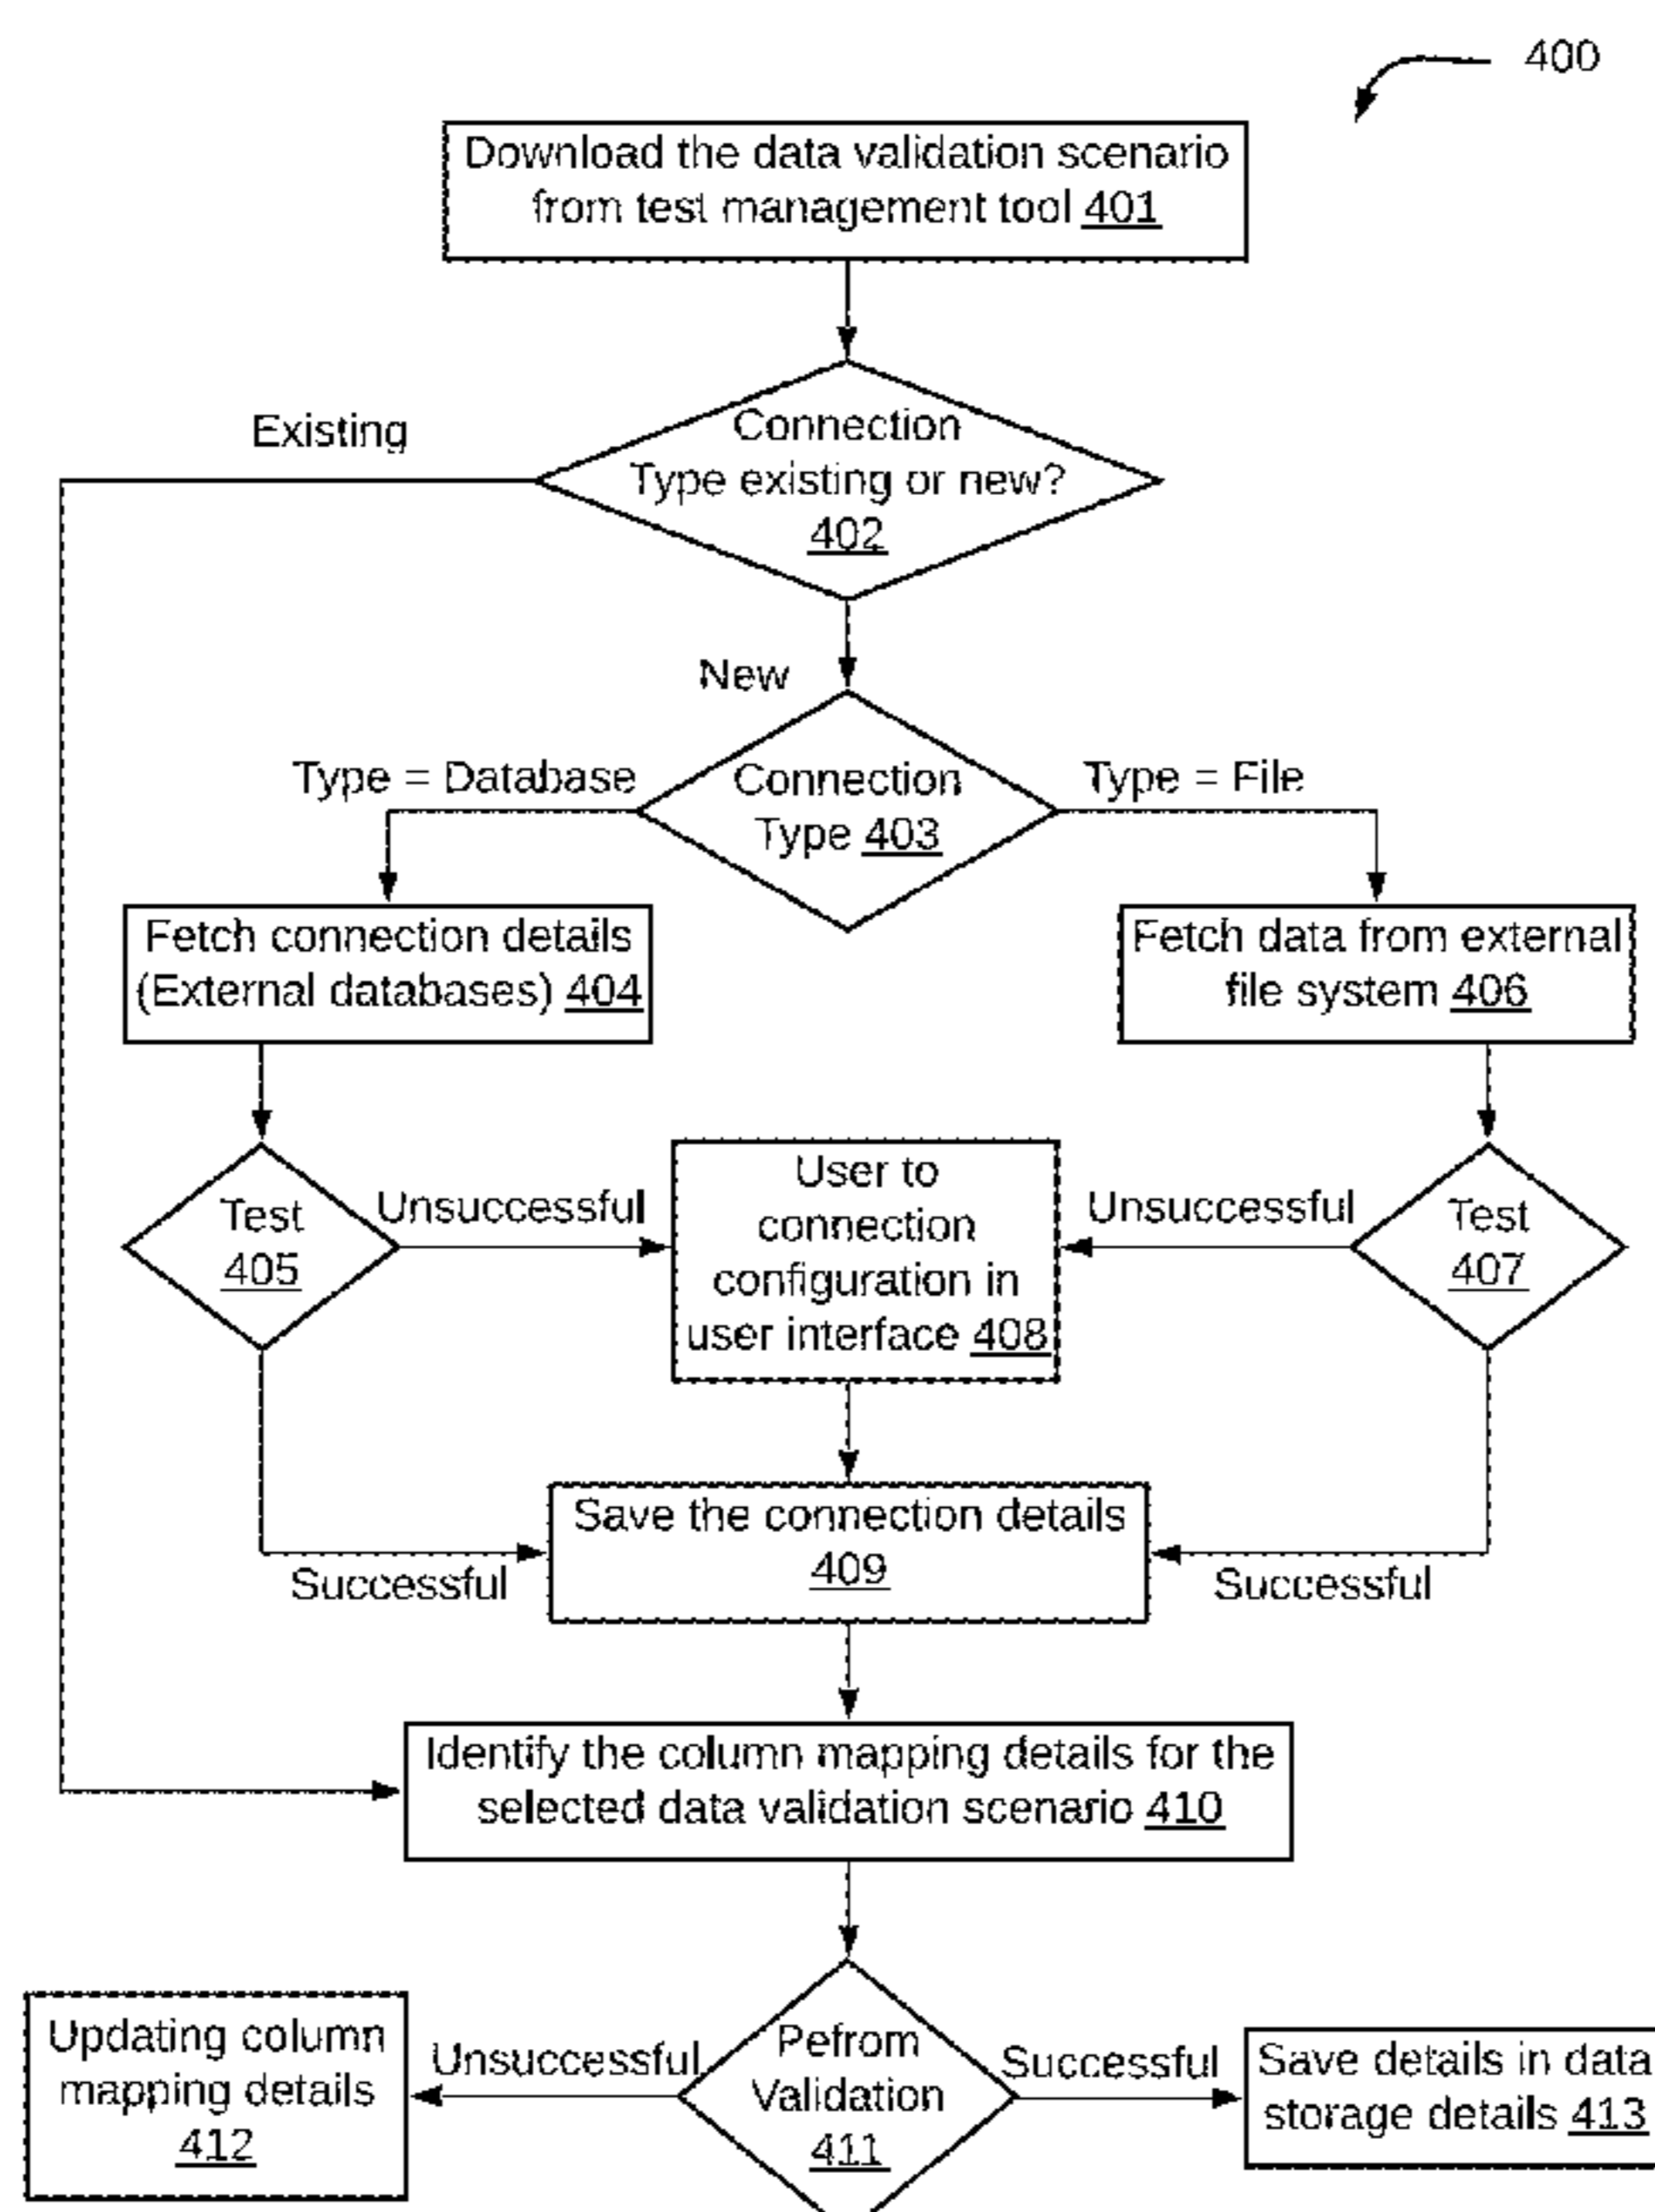 400
Download the data validation scenario
from test management tool 401
Existing
Connection
Type existing or new?
402
New
Type = Database
Connection
Type 403
Type = File
Fetch connection details
(External databases) 404
Fetch data from external
file system 406
Test
405
Unsuccessful
User to
connection
configuration in
user interface 408
Unsuccessful
Test
407
Save the connection details
409
Successful
Successful
Identify the column mapping details for the
selected data validation scenario 410
Updating column
mapping details
412
Unsuccessful
Pefrom
Validation
411
Successful
Save details in data
storage details 413